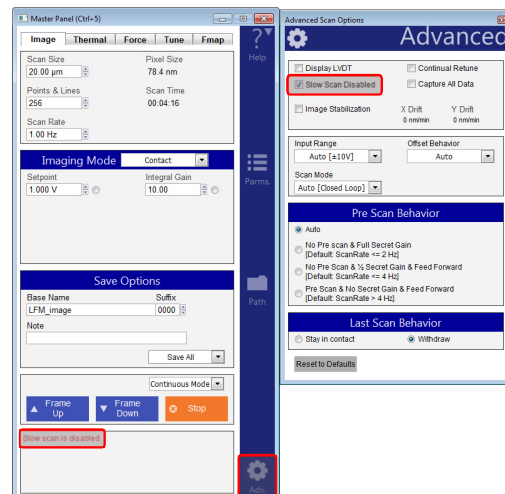 Master Panel (Ctrl+5)
Image Thermal Force Tune Fmap
Scan Size Pixel Size
20.00 µm 78.4 nm
Points & Lines Scan Time
256 00:04:16
Scan Rate
1.00 Hz
Imaging Mode Contact
Setpoint Integral Gain
1.000 V 10.00
Save Options
Base Name Suffix
LFM_image 0000
Note
Save All
Continuous Mode
Frame Up Frame Down Stop
Slow scan is disabled
?
Help
Parms.
Path
Adv.
Advanced Scan Options
Advanced
Display LVDT Continual Retune
Slow Scan Disabled Capture All Data
Image Stabilization X Drift Y Drift
0 nm/min 0 nm/min
Input Range Offset Behavior
Auto [±10V] Auto
Scan Mode
Auto [Closed Loop]
Pre Scan Behavior
Auto
No Pre scan & Full Secret Gain
[Default: ScanRate <= 2 Hz]
No Pre Scan & ½ Secret Gain & Feed Forward
[Default: ScanRate <= 4 Hz]
Pre Scan & No Secret Gain & Feed Forward
[Default: ScanRate > 4 Hz]
Last Scan Behavior
Stay in contact Withdraw
Reset to Defaults